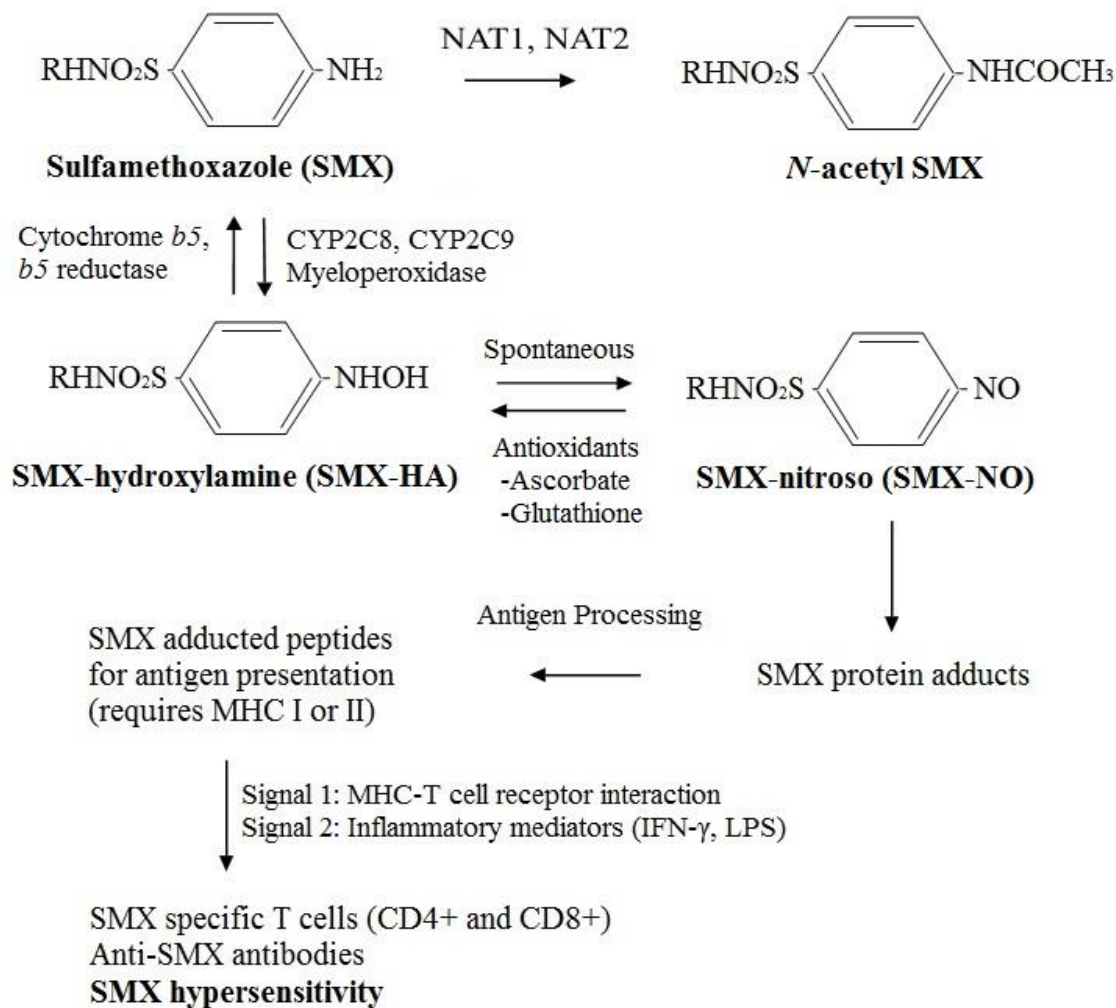 NAT1, NAT2
RHNO₂S
NH₂
RHNO₂S
NHCOCH₃
Sulfamethoxazole (SMX)
N-acetyl SMX
Cytochrome b5,
b5 reductase
CYP2C8, CYP2C9
Myeloperoxidase
RHNO₂S
NHOH
Spontaneous
RHNO₂S
NO
Antioxidants
-Ascorbate
-Glutathione
SMX-hydroxylamine (SMX-HA)
SMX-nitroso (SMX-NO)
Antigen Processing
SMX adducted peptides
for antigen presentation
(requires MHC I or II)
SMX protein adducts
Signal 1: MHC-T cell receptor interaction
Signal 2: Inflammatory mediators (IFN-γ, LPS)
SMX specific T cells (CD4+ and CD8+)
Anti-SMX antibodies
SMX hypersensitivity